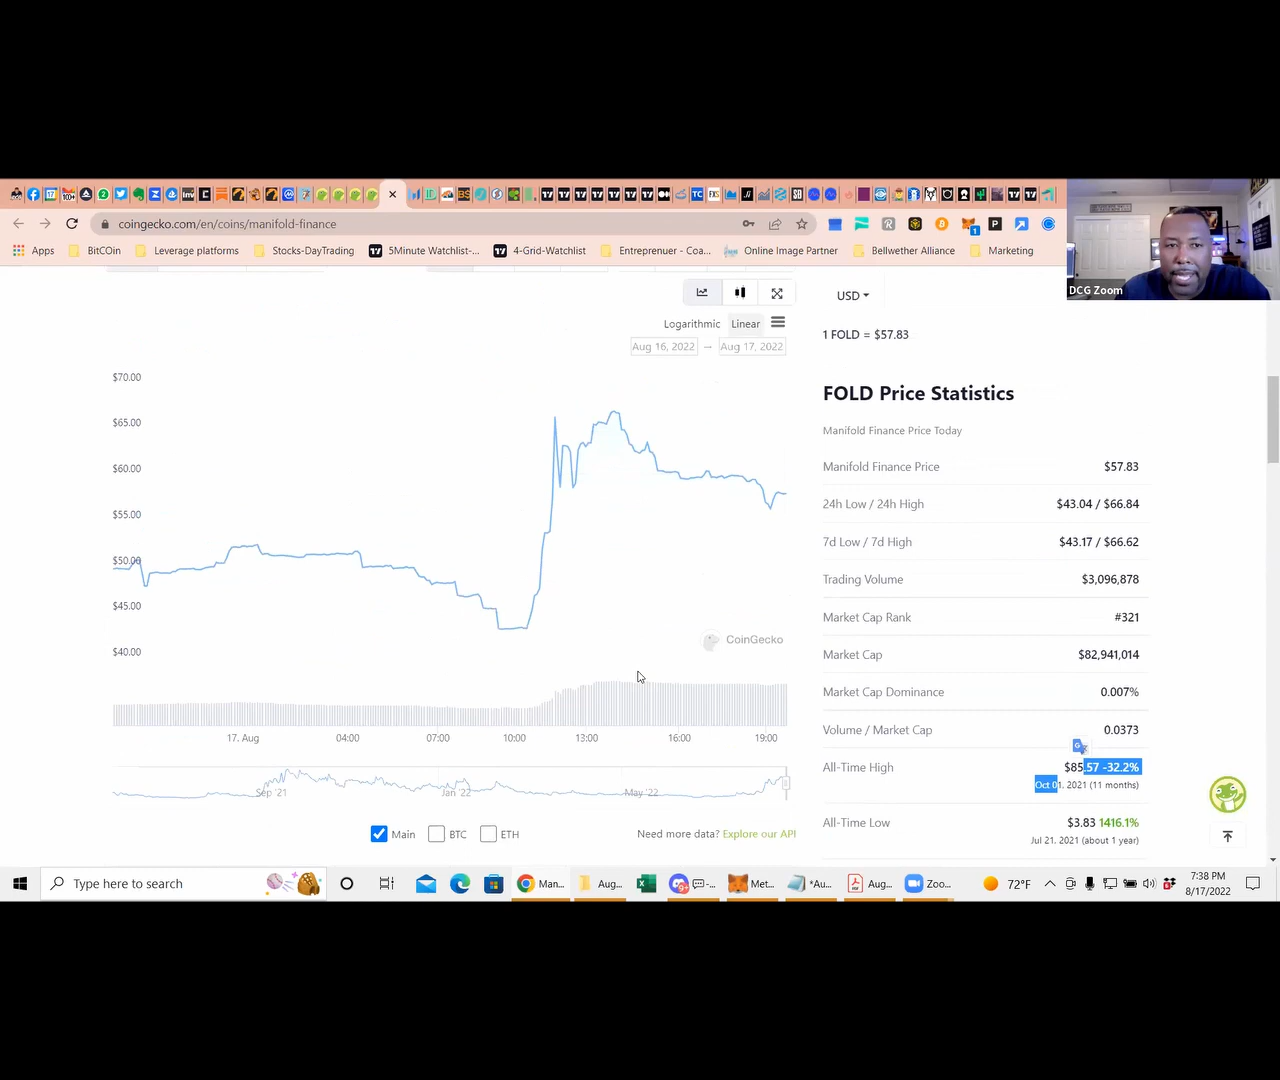 coingecko.com/en/coins/manifold-finance
Apps BitCOin Leverage platforms Stocks-DayTrading 5Minute Watchlist-... 4-Grid-Watchlist Entreprenuer - Coa... Online Image Partner Bellwether Alliance Marketing
DCG Zoom
USD
Logarithmic Linear
Aug 16, 2022 → Aug 17, 2022
1 FOLD = $57.83
$70.00
$65.00
$60.00
$55.00
$50.00
$45.00
$40.00
CoinGecko
17. Aug 04:00 07:00 10:00 13:00 16:00 19:00
Sep '21 Jan '22 May '22
Main BTC ETH
Need more data? Explore our API
FOLD Price Statistics
Manifold Finance Price Today
Manifold Finance Price $57.83
24h Low / 24h High $43.04 / $66.84
7d Low / 7d High $43.17 / $66.62
Trading Volume $3,096,878
Market Cap Rank #321
Market Cap $82,941,014
Market Cap Dominance 0.007%
Volume / Market Cap 0.0373
All-Time High $85.57 -32.2%
Oct 01, 2021 (11 months)
All-Time Low $3.83 1416.1%
Jul 21, 2021 (about 1 year)
Type here to search
Man... Aug... Met... *Au... Aug... Zoo...
72°F
7:38 PM
8/17/2022